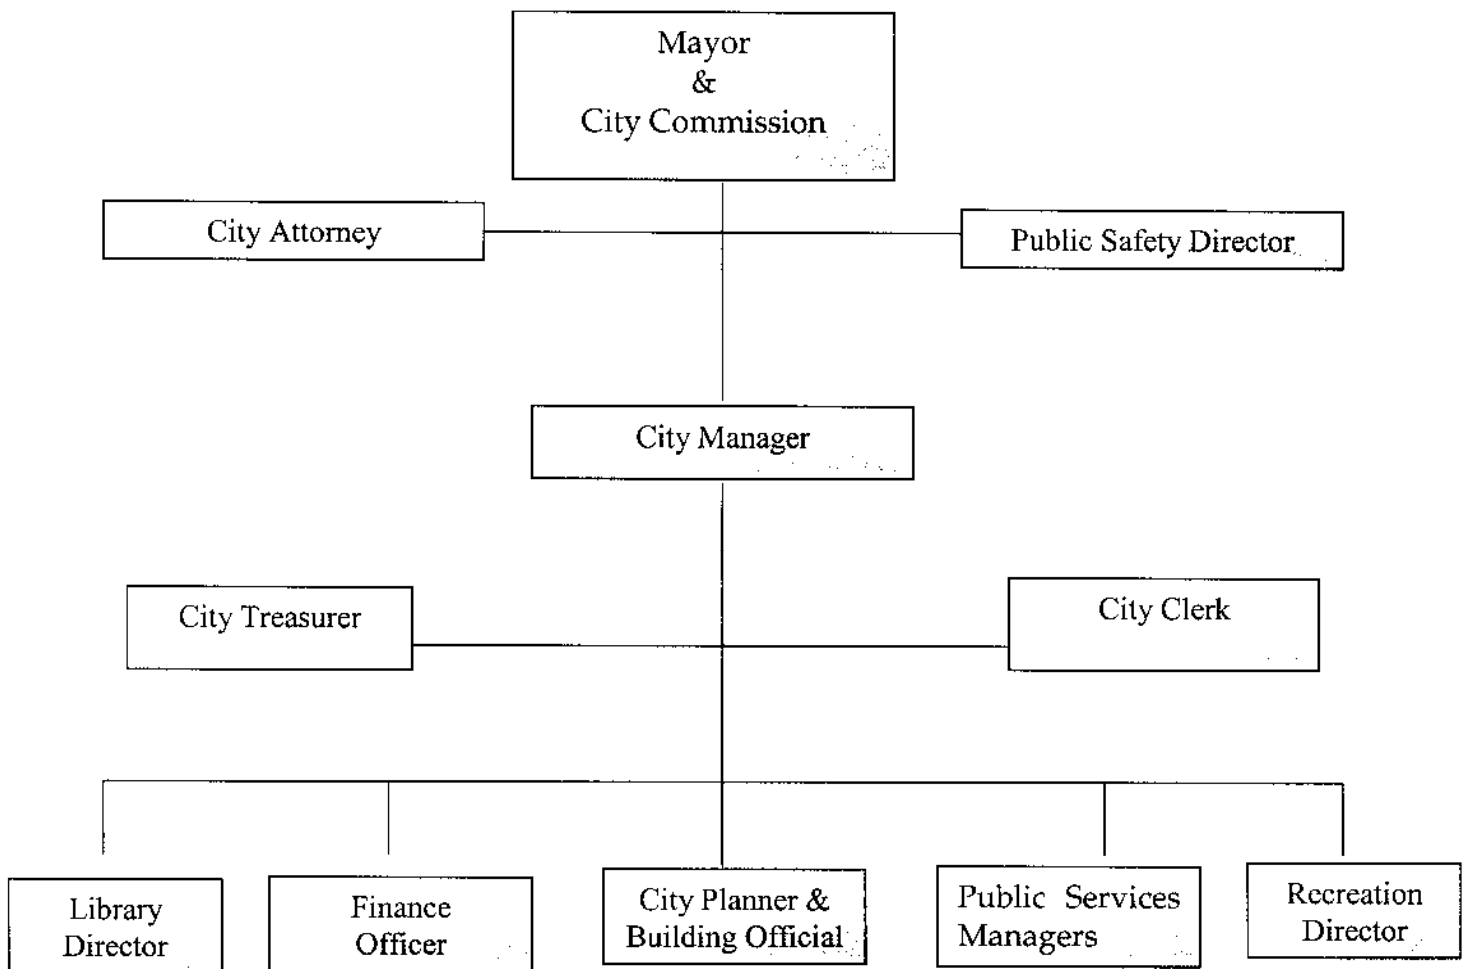 Mayor
&
City Commission
City Attorney
Public Safety Director
City Manager
City Treasurer
City Clerk
Library
Director
Finance
Officer
City Planner &
Building Official
Public Services
Managers
Recreation
Director